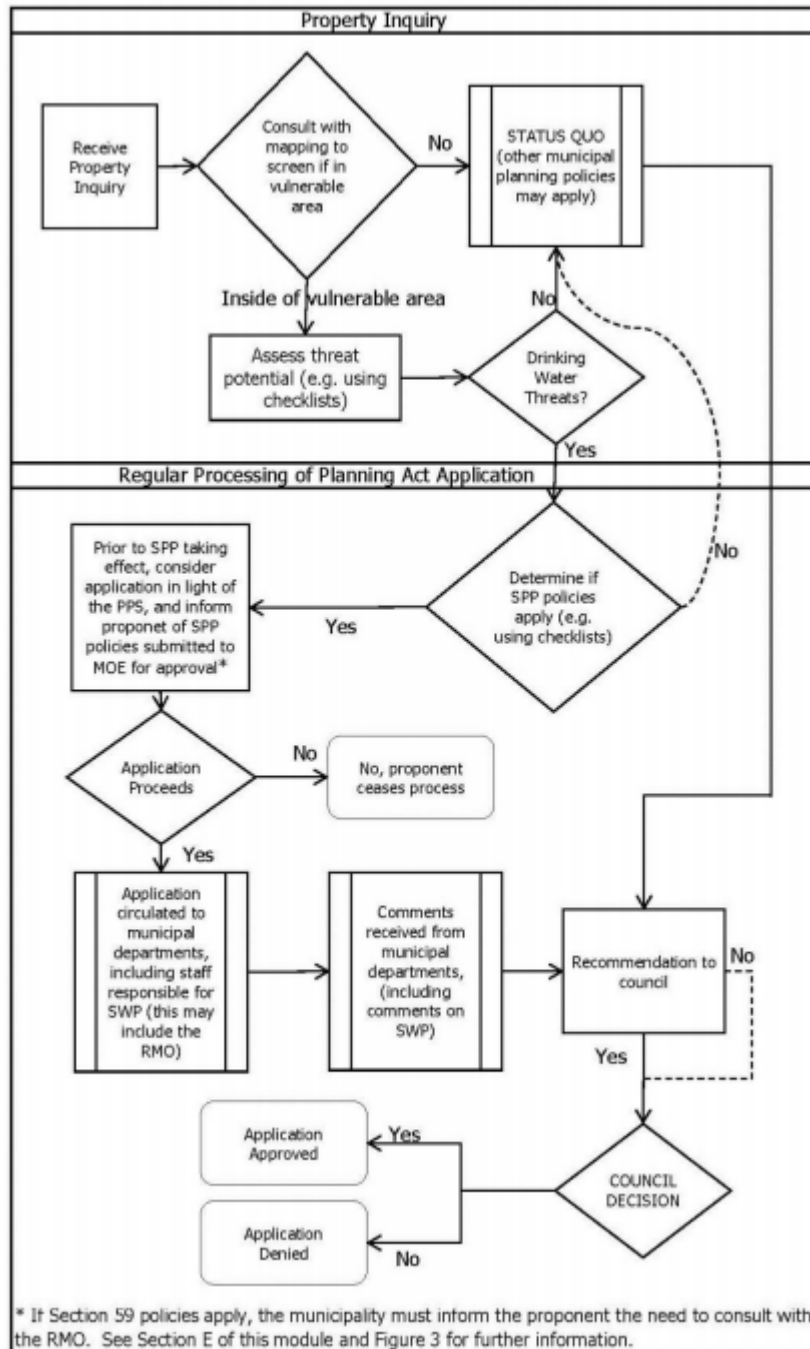 Property Inquiry
Receive
Property
Inquiry
Consult with
mapping to
screen if in
vulnerable
area
No
STATUS QUO
(other municipal
planning policies
may apply)
Inside of vulnerable area
No
Assess threat
potential (e.g. using
checklists)
Drinking
Water
Threats?
Yes
Regular Processing of Planning Act Application
Prior to SPP taking
effect, consider
application in light of
the PPS, and inform
proponet of SPP
policies submitted to
MOE for approval*
Yes
Determine if
SPP policies
apply (e.g.
using checklists)
No
Application
Proceeds
No
No, proponent
ceases process
Yes
Application
circulated to
municipal
departments,
including staff
responsible for
SWP (this may
include the
RMO)
Comments
received from
municipal
departments,
(including
comments on
SWP)
Recommendation to
council
No
Yes
Application
Approved
Yes
COUNCIL
DECISION
Application
Denied
No
* If Section 59 policies apply, the municipality must inform the proponent the need to consult with
the RMO. See Section E of this module and Figure 3 for further information.